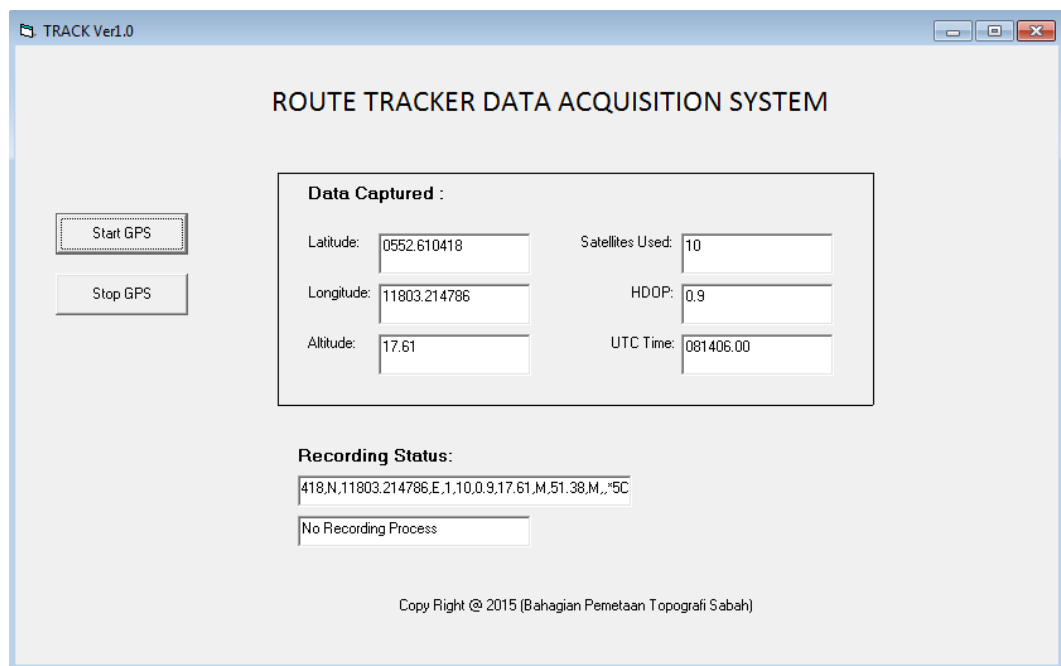 TRACK Ver1.0
ROUTE TRACKER DATA ACQUISITION SYSTEM
Start GPS
Stop GPS
Data Captured :
Latitude: 0552.610418 Satellites Used: 10
Longitude: 11803.214786 HDOP: 0.9
Altitude: 17.61 UTC Time: 081406.00
Recording Status:
418,N,11803.214786,E,1,10,0.9,17.61,M,51.38,M,,*5C
No Recording Process
Copy Right @ 2015 (Bahagian Pemetaan Topografi Sabah)